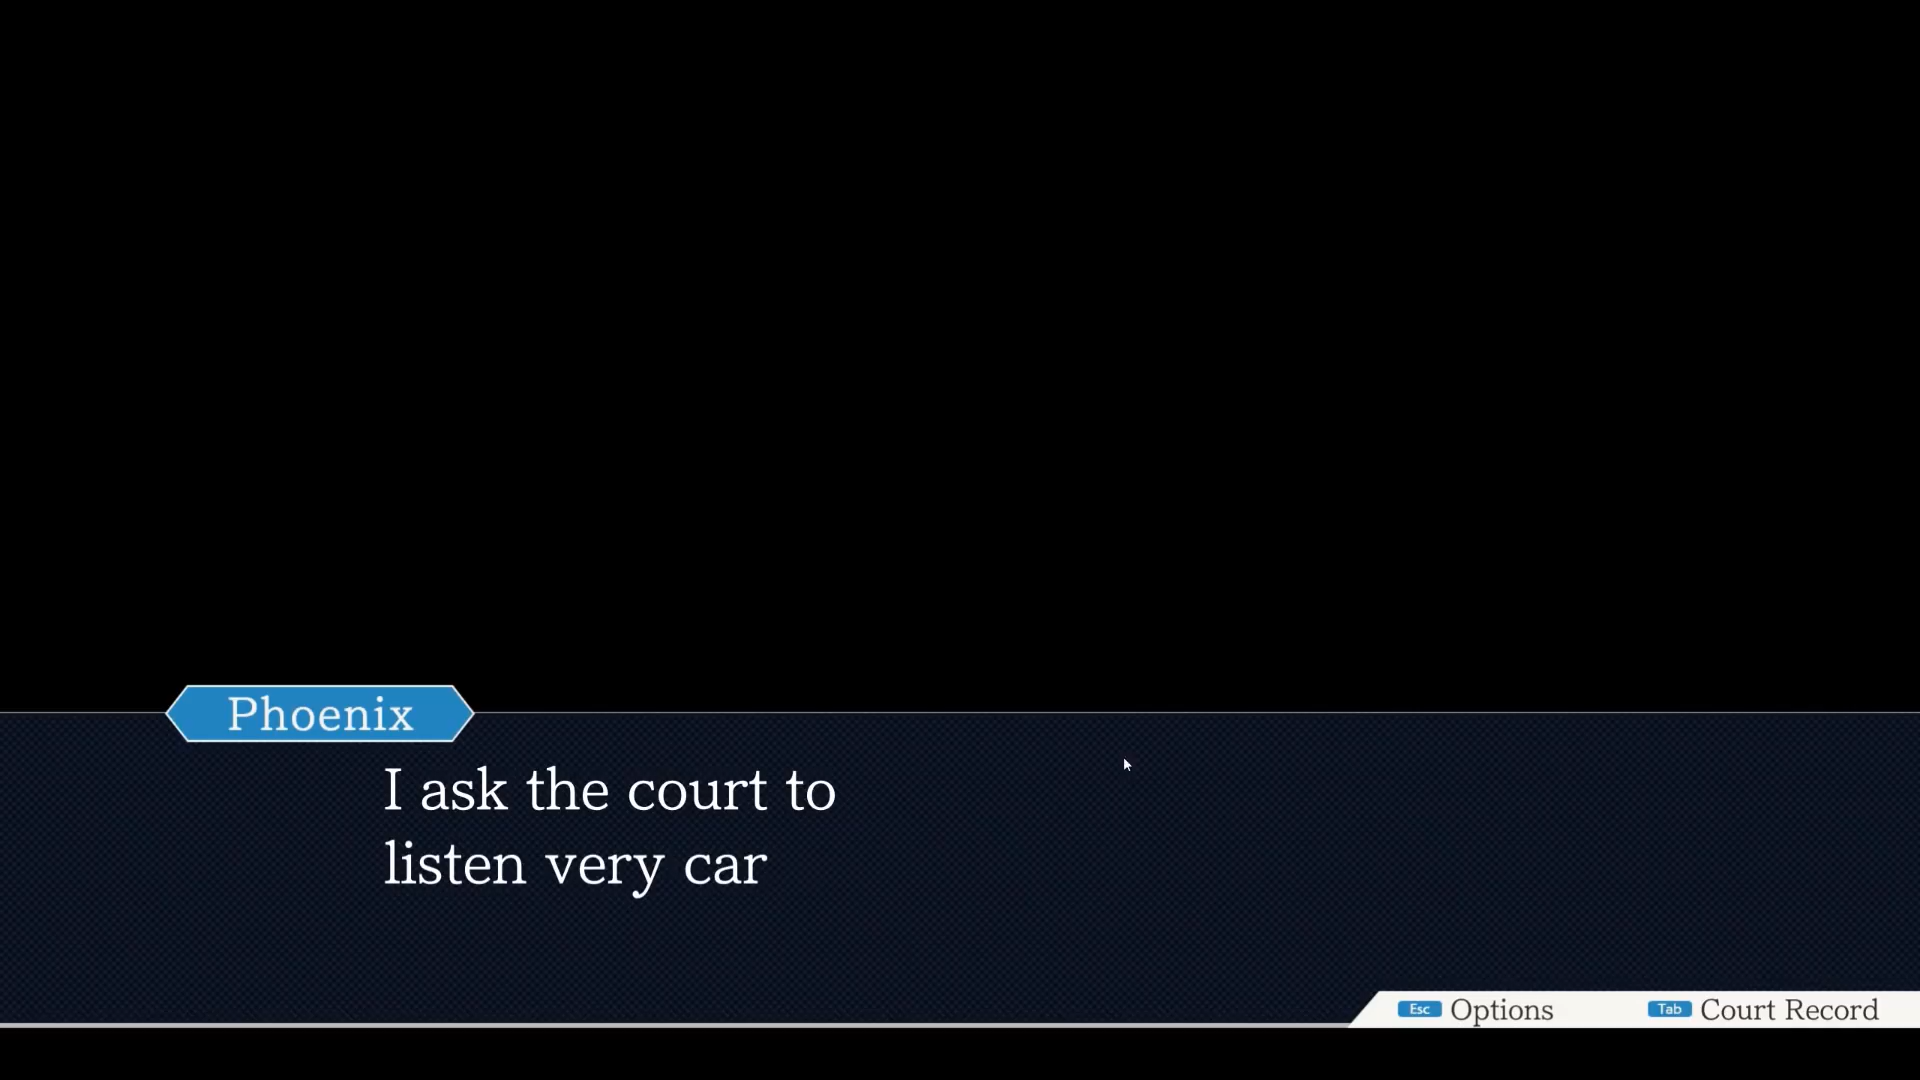 Phoenix
I ask the court to
listen very car
Esc Options Tab Court Record